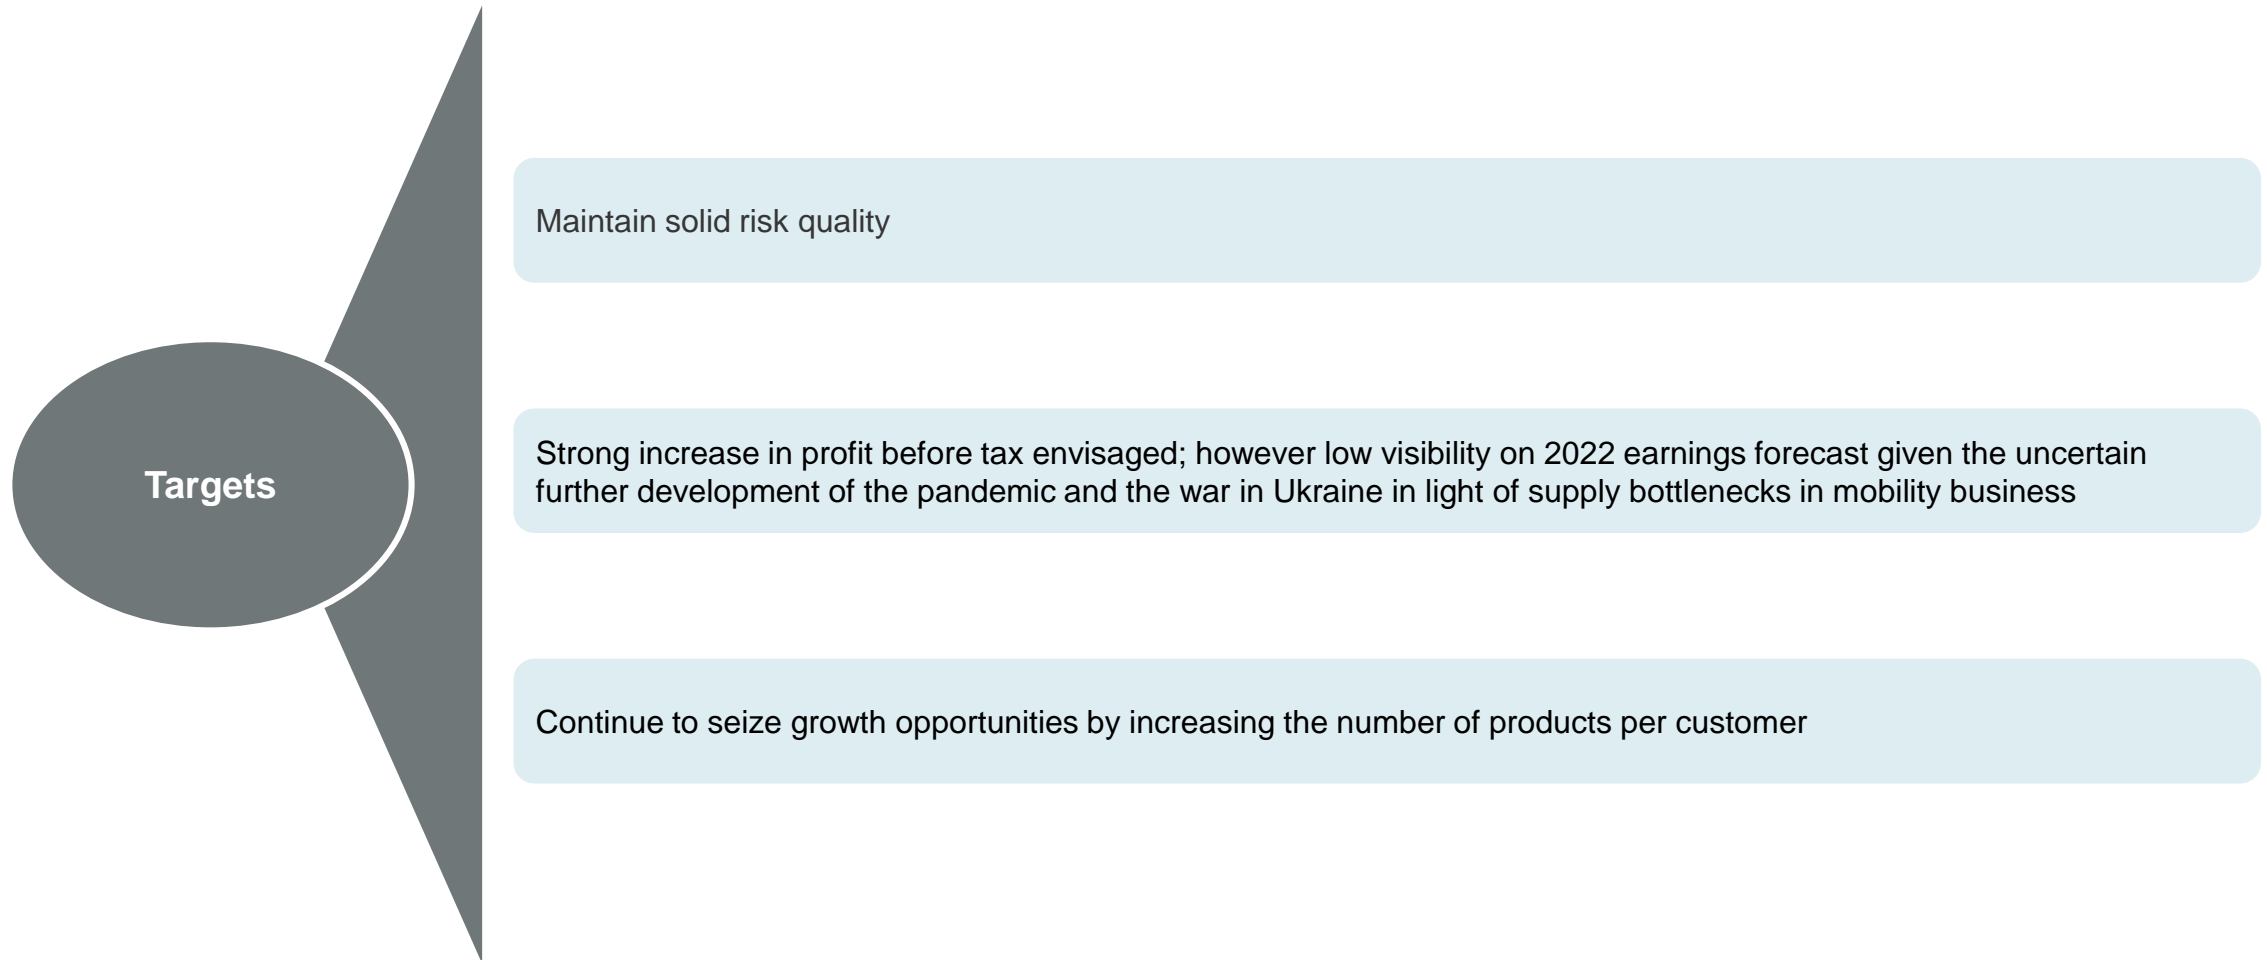 Targets
Maintain solid risk quality
Strong increase in profit before tax envisaged; however low visibility on 2022 earnings forecast given the uncertain
further development of the pandemic and the war in Ukraine in light of supply bottlenecks in mobility business
Continue to seize growth opportunities by increasing the number of products per customer